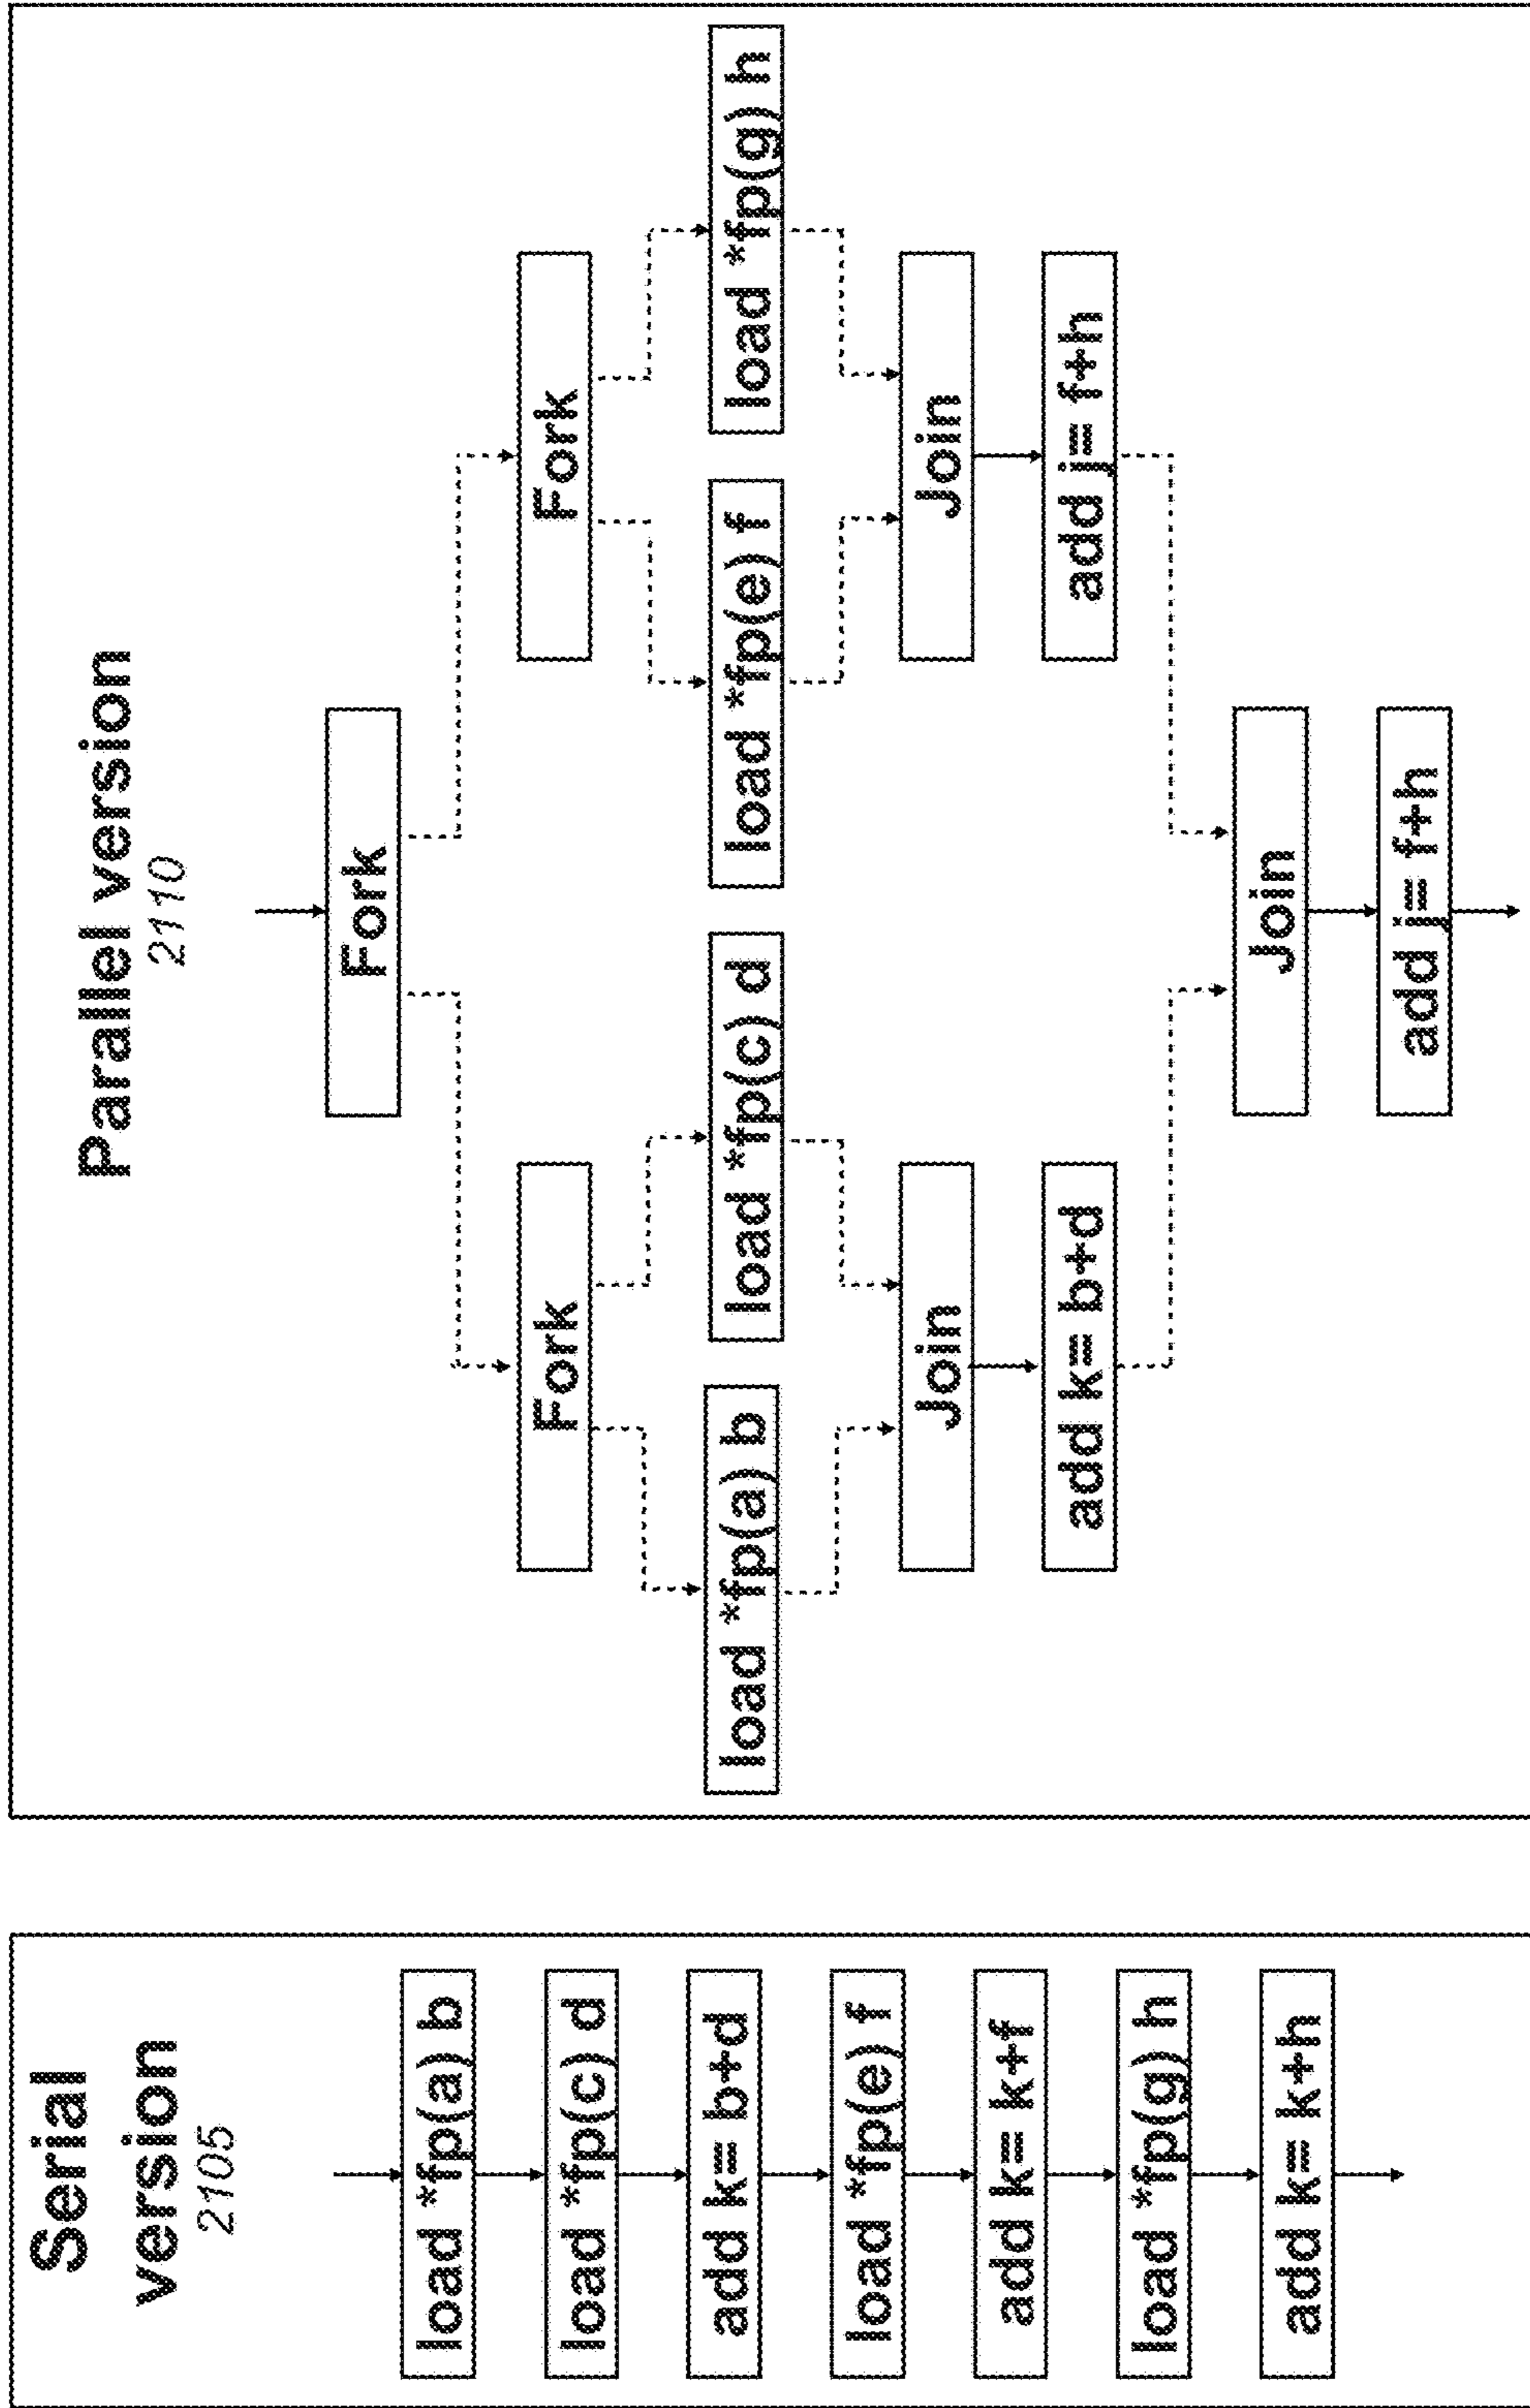 Serial
version
2105
load *fp(a) b
load *fp(c) d
add k= b+d
load *fp(e) f
add k= k+f
load *fp(g) h
add k= k+h
Parallel version
2110
Fork
Fork
Fork
load *fp(a) b
load *fp(c) d
load *fp(e) f
load *fp(g) h
Join
Join
add k= b+d
add j= f+h
Join
add j= f+h